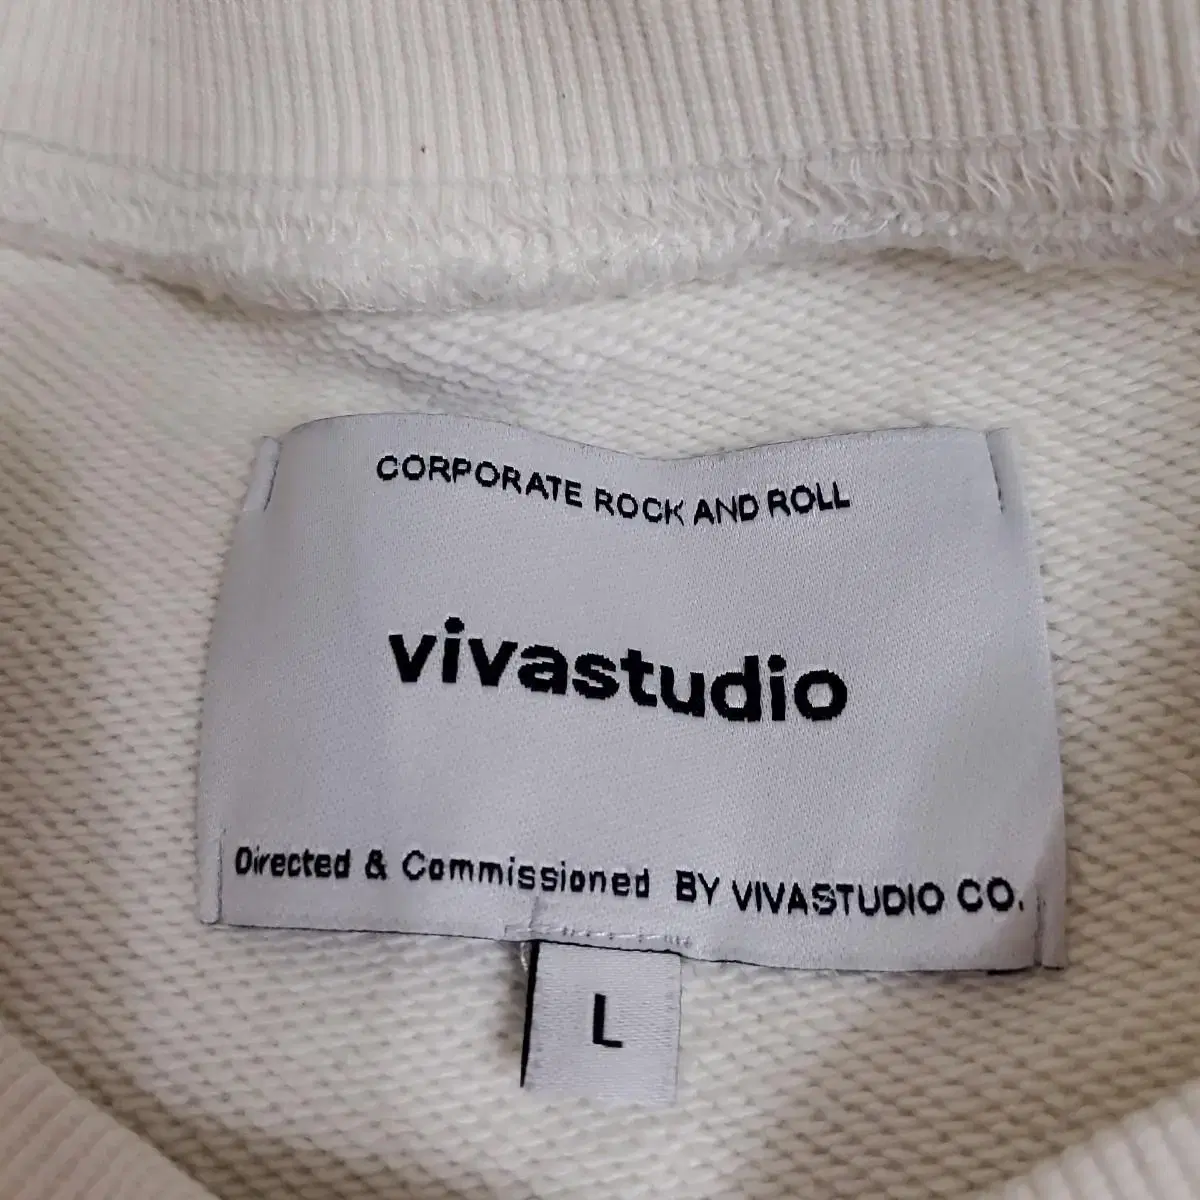 CORPORATE ROCK AND ROLL
vivastudio
Directed & Commissioned BY VIVASTUDIO CO.
L